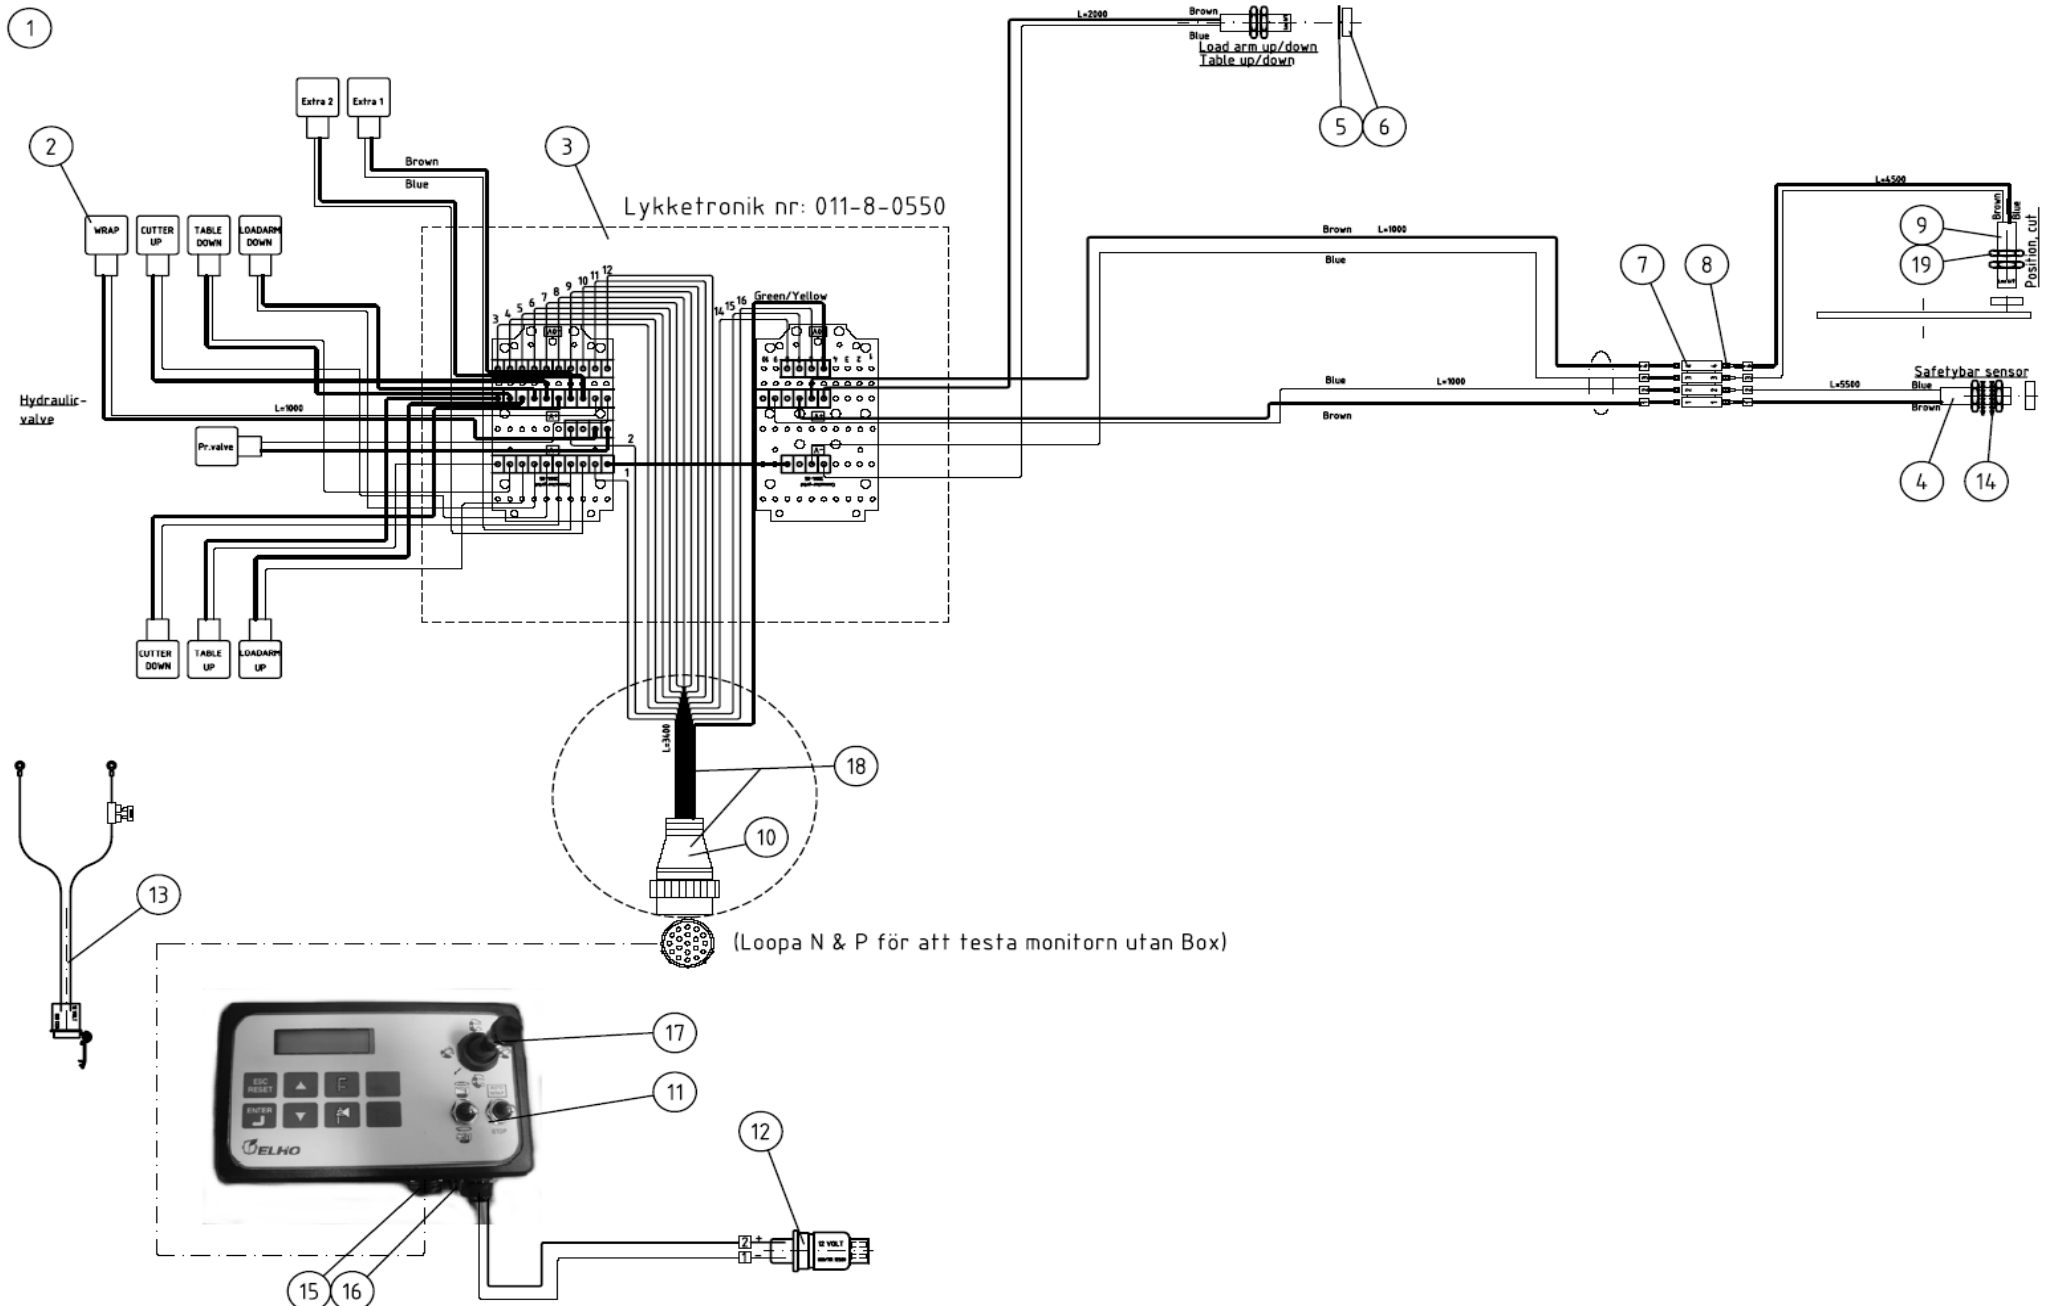 1
L=2000
Brown
Blue
Load arm up/down
Table up/down
5
6
Extra 2
Extra 1
2
3
Brown
Blue
Lykketronik nr: 011-8-0550
WRAP
CUTTER
UP
TABLE
DOWN
LOADARM
DOWN
L=4500
Brown
Blue
9
19
Position, cut
Brown
L=1000
Blue
7
8
3
4
5
6
7
8
9
10
11
12
14
15
16
Green/Yellow
Hydraulic-
valve
L=1000
Pr.valve
2
1
A+
A-
A+
A-
Blue
L=1000
Brown
L=5500
Safetybar sensor
Blue
Brown
4
14
CUTTER
DOWN
TABLE
UP
LOADARM
UP
L=3400
18
10
13
(Loopa N & P för att testa monitorn utan Box)
17
11
ESC
RESET
F
ENTER
STOP
ELHO
12
2 +
1 -
12 VOLT
15
16